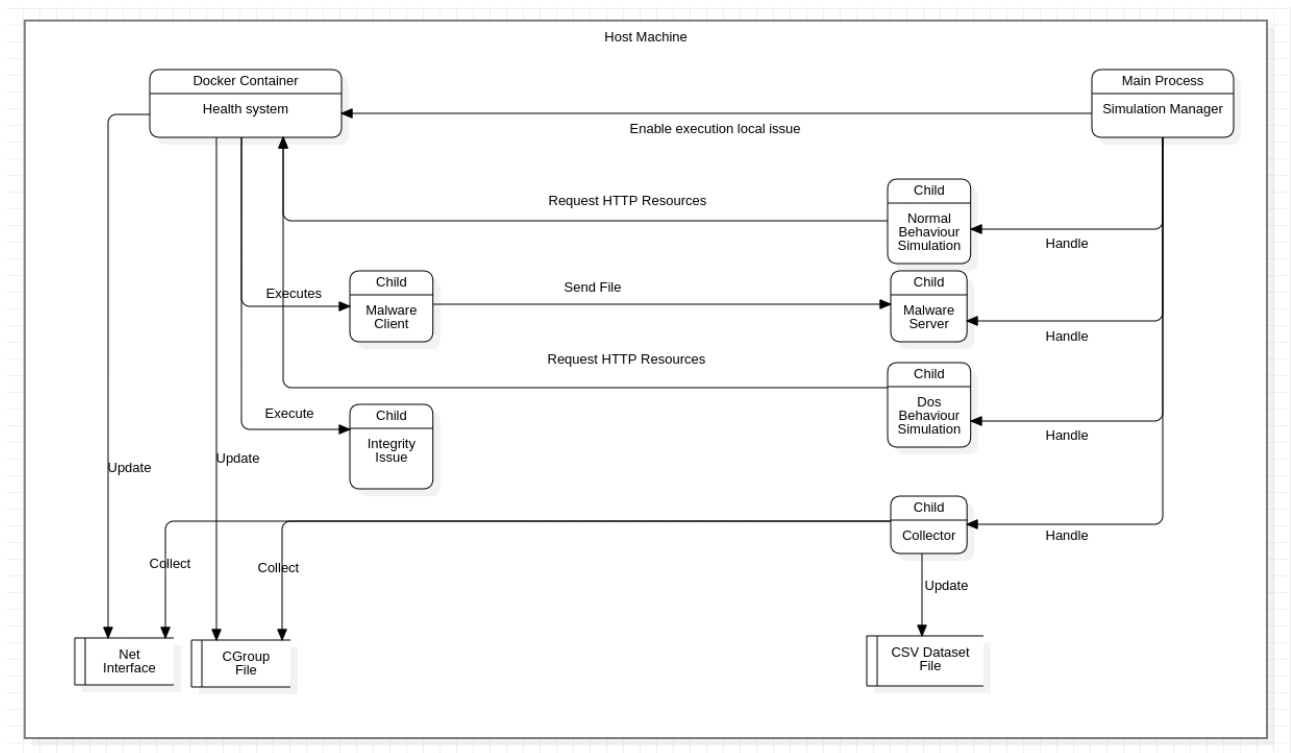 Host Machine
Docker Container
Health system
Main Process
Simulation Manager
Enable execution local issue
Child
Normal
Behaviour
Simulation
Request HTTP Resources
Handle
Child
Malware
Client
Executes
Send File
Child
Malware
Server
Handle
Request HTTP Resources
Child
Dos
Behaviour
Simulation
Handle
Execute
Child
Integrity
Issue
Update
Update
Child
Collector
Handle
Collect
Collect
Update
Net
Interface
CGroup
File
CSV Dataset
File